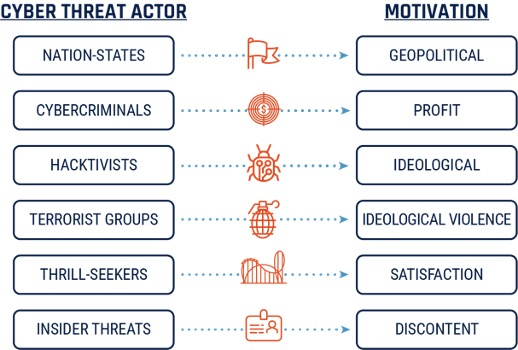 CYBER THREAT ACTOR MOTIVATION
NATION-STATES GEOPOLITICAL
CYBERCRIMINALS $ PROFIT
HACKTIVISTS IDEOLOGICAL
TERRORIST GROUPS IDEOLOGICAL VIOLENCE
THRILL-SEEKERS SATISFACTION
INSIDER THREATS DISCONTENT